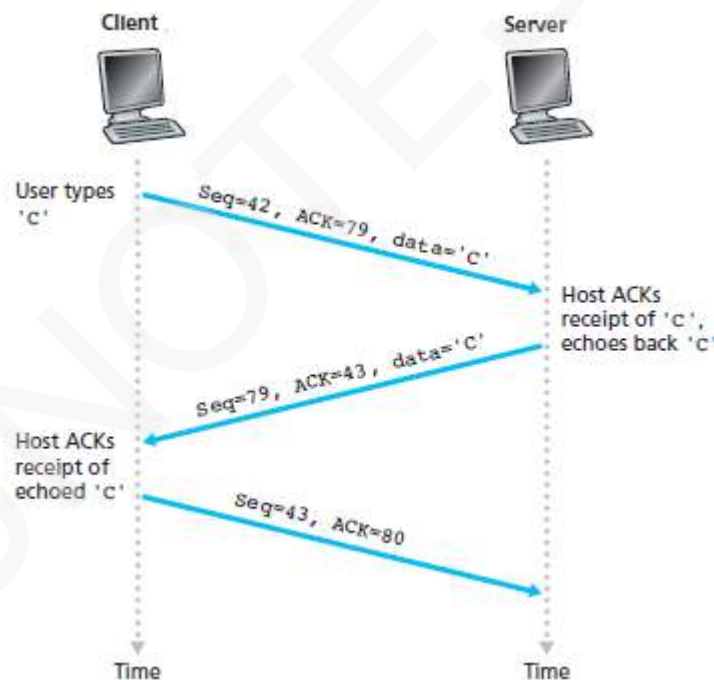 Client
Server
User types
'C'
Seq=42, ACK=79, data='C'
Host ACKs
receipt of 'C',
echoes back 'C'
Seq=79, ACK=43, data='C'
Host ACKs
receipt of
echoed 'C'
Seq=43, ACK=80
Time
Time